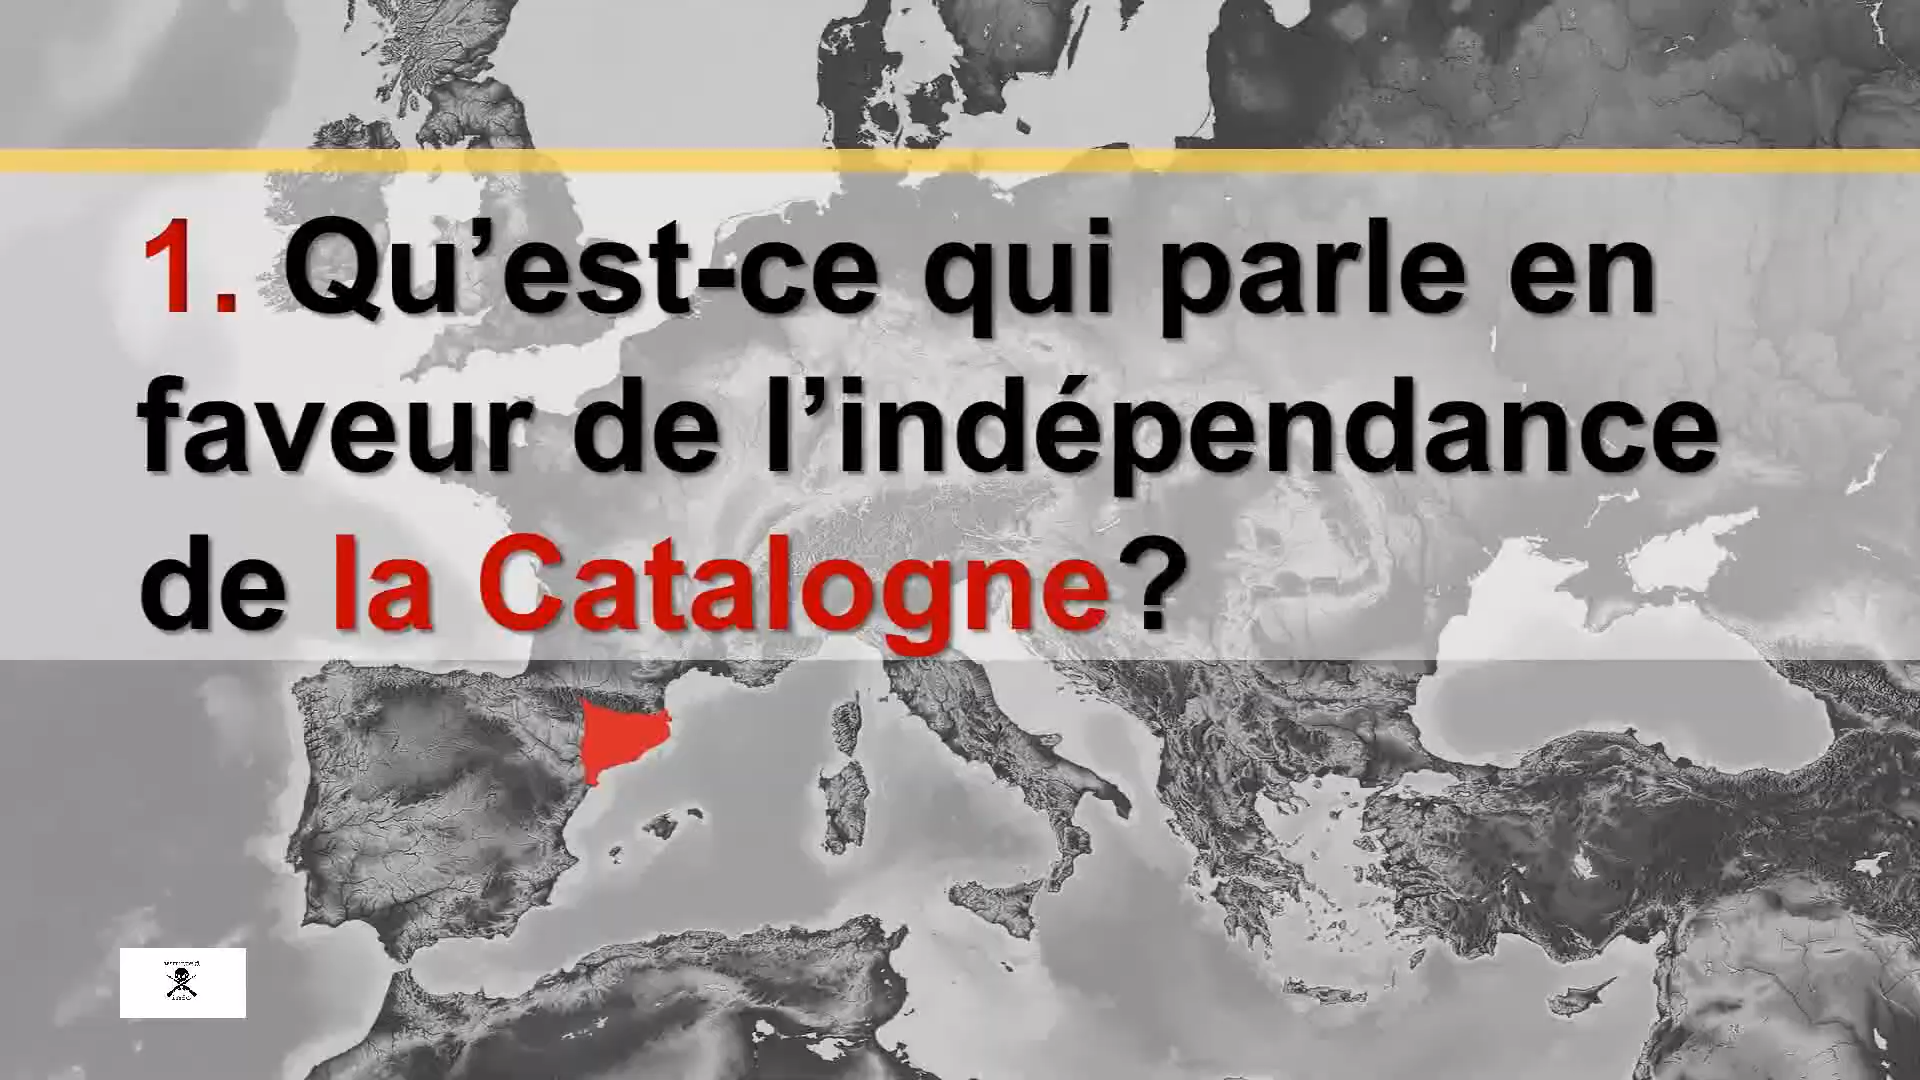 1. Qu’est-ce qui parle en
faveur de l’indépendance
de la Catalogne?